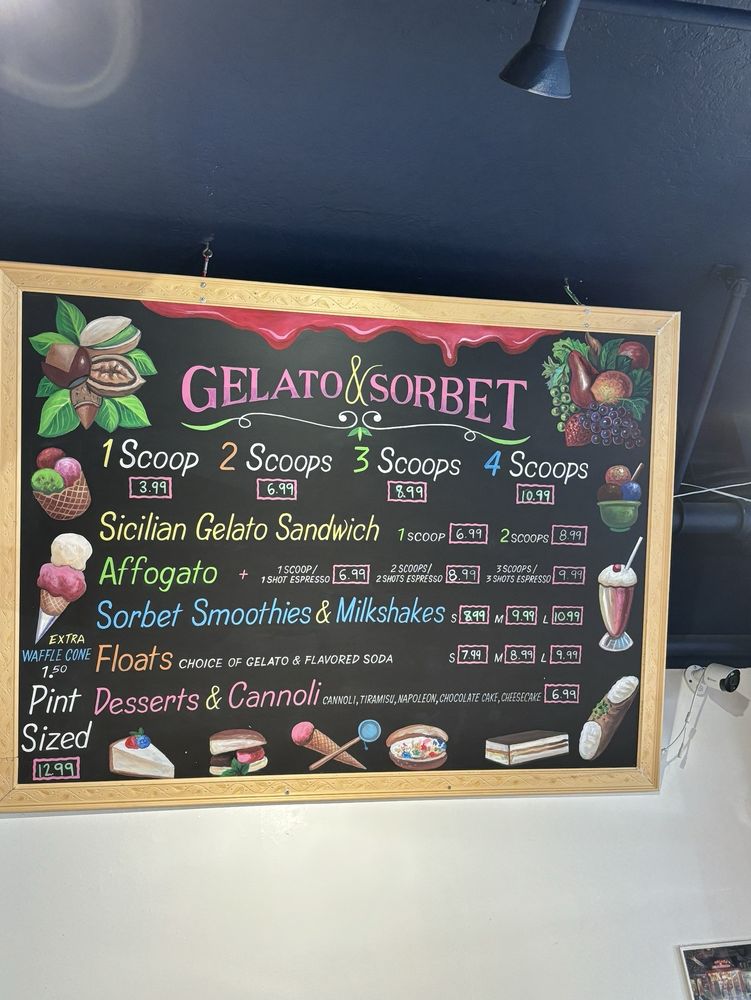 GELATO & SORBET
1 Scoop 2 Scoops 3 Scoops 4 Scoops
3.99 6.99 8.99 10.99
Sicilian Gelato Sandwich 1 SCOOP 6.99 2 SCOOPS 8.99
Affogato + 1 SCOOP/ 1 SHOT ESPRESSO 6.99 2 SCOOPS/ 2 SHOTS ESPRESSO 8.99 3 SCOOPS/ 3 SHOTS ESPRESSO 9.99
Sorbet Smoothies & Milkshakes S 8.99 M 9.99 L 10.99
EXTRA
WAFFLE CONE
1.50
Floats CHOICE OF GELATO & FLAVORED SODA S 7.99 M 8.99 L 9.99
Desserts & Cannoli CANNOLI, TIRAMISU, NAPOLEON, CHOCOLATE CAKE, CHEESECAKE 6.99
Pint
Sized
12.99